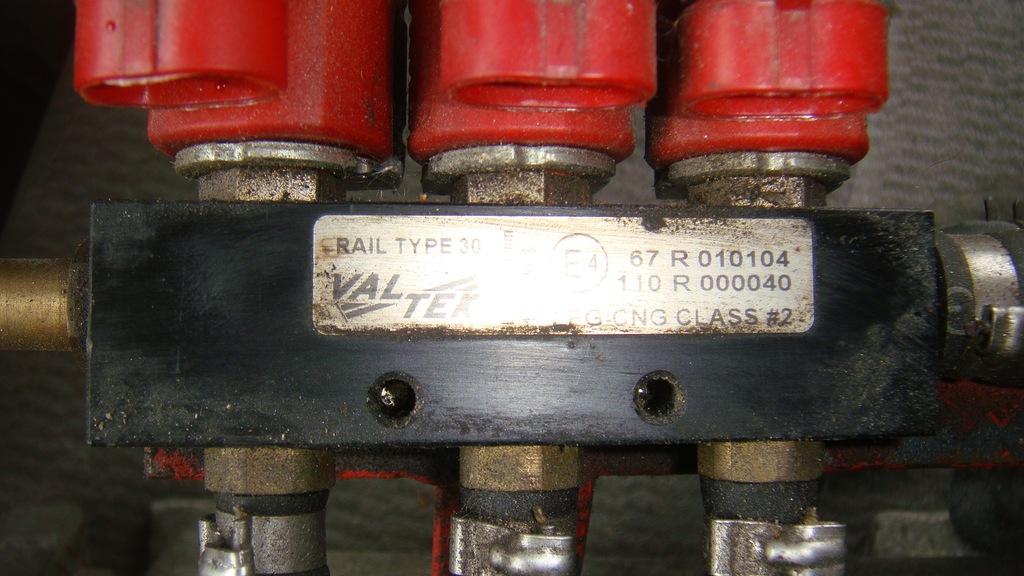 RAIL TYPE 30
VALTEK
E4
67 R 010104
110 R 000040
CNG CLASS #2